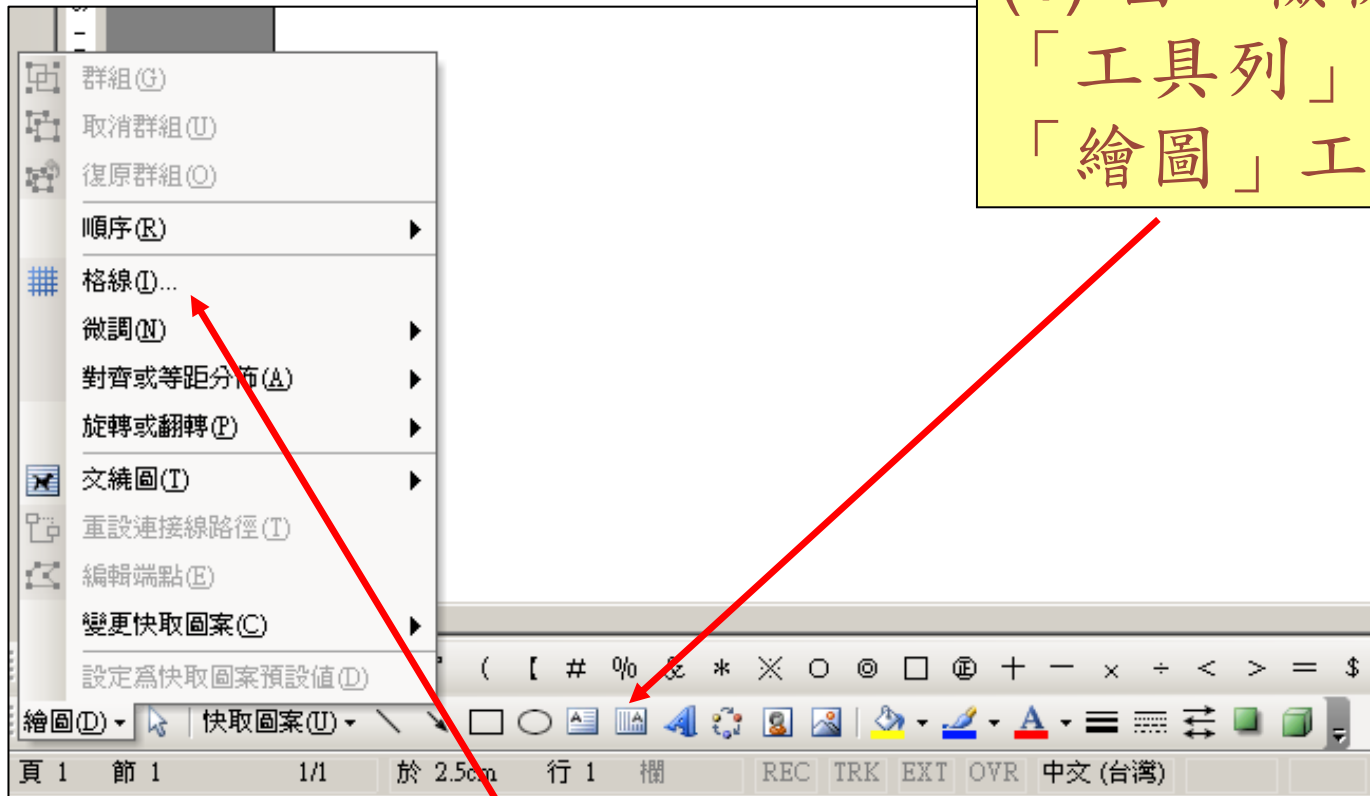 「工具列」
「繪圖」工
群組(G)
取消群組(U)
復原群組(O)
順序(R)
格線(I)...
微調(N)
對齊或等距分佈(A)
旋轉或翻轉(P)
文繞圖(T)
重設連接線路徑(T)
編輯端點(E)
變更快取圖案(C)
設定為快取圖案預設值(D)
( 【 # % & * ※ ○ ◎ □ ㊣ + － × ÷ < > = $
繪圖(D) 快取圖案(U)
頁 1 節 1 1/1 於 2.5cm 行 1 欄 REC TRK EXT OVR 中文 (台灣)